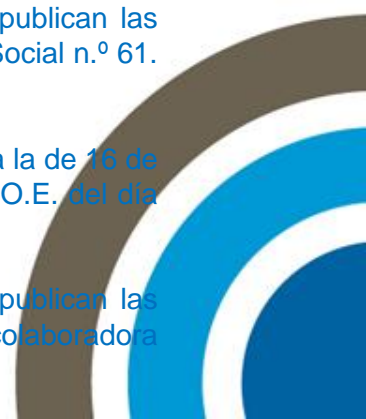 publican las
Social n.º 61.
a la de 16 de
O.E. del día
publican las
colaboradora